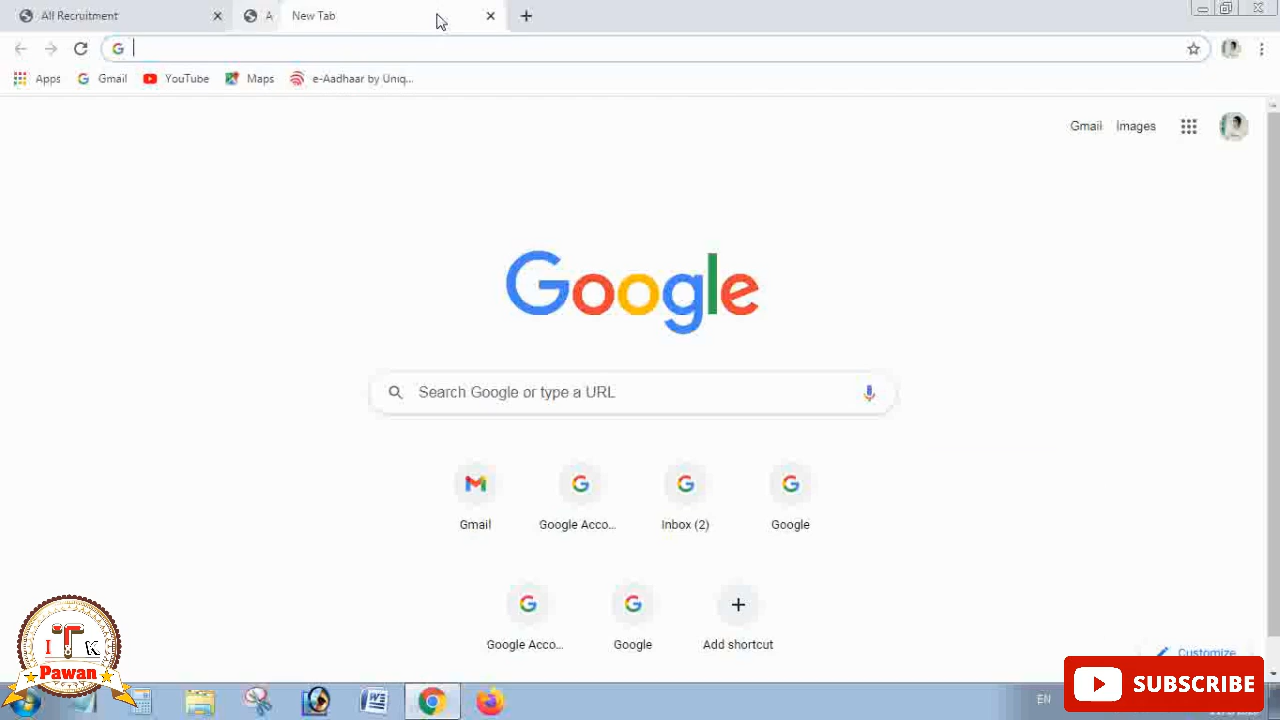 All Recruitment
A
New Tab
Apps
Gmail
YouTube
Maps
e-Aadhaar by Uniq...
Gmail
Images
Google
Search Google or type a URL
Gmail
Google Acco...
Inbox (2)
Google
Google Acco...
Google
Add shortcut
Customize
I T K
Pawan
EN
SUBSCRIBE